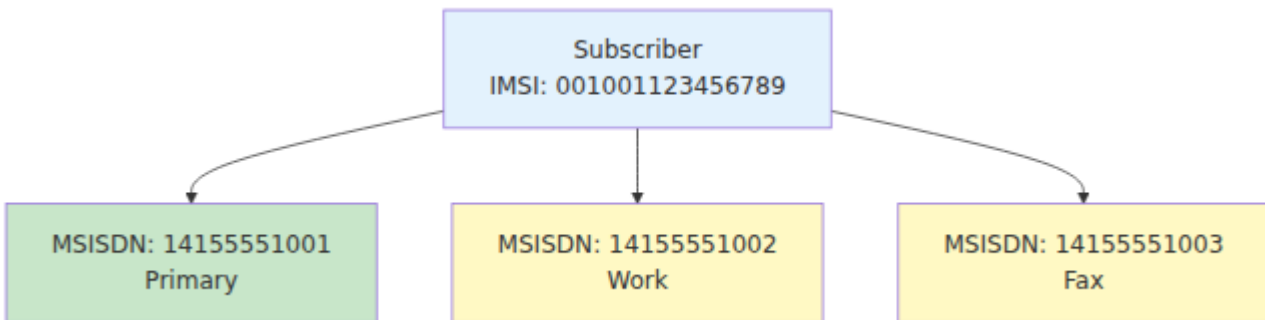 Subscriber
IMSI: 001001123456789
MSISDN: 14155551001
Primary
MSISDN: 14155551002
Work
MSISDN: 14155551003
Fax